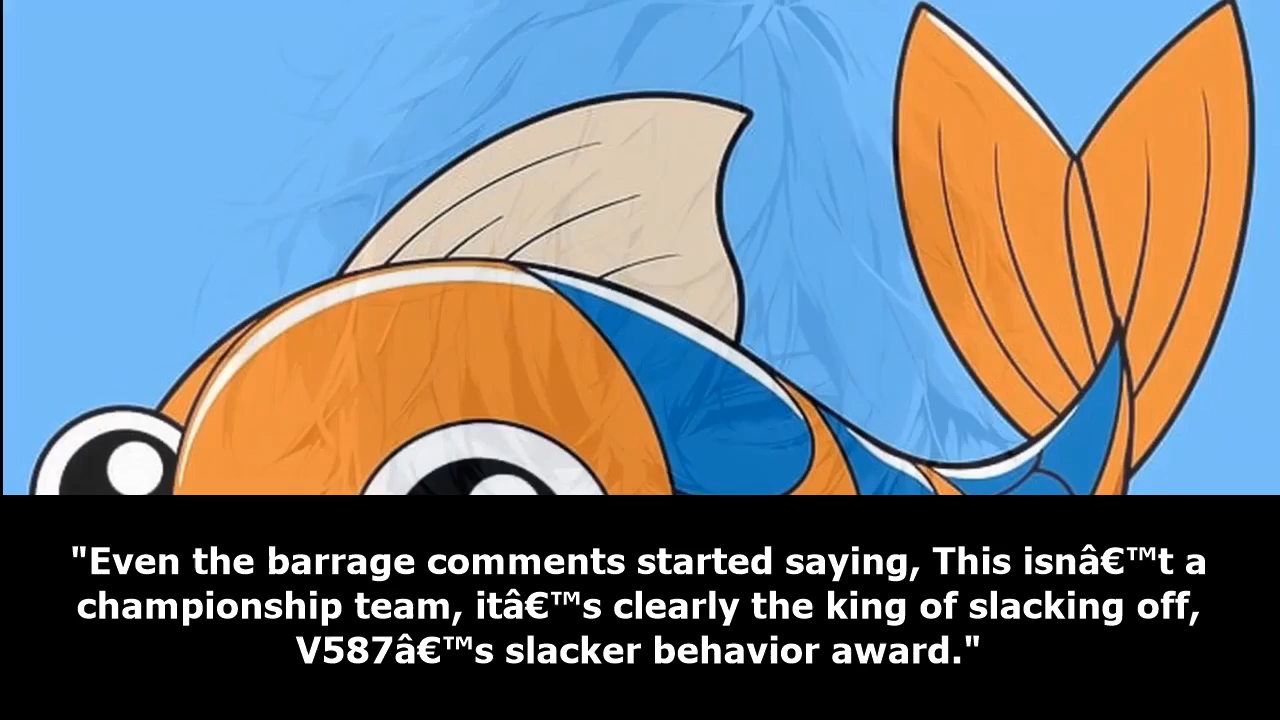 "Even the barrage comments started saying, This isnâ€™t a
championship team, itâ€™s clearly the king of slacking off,
V587â€™s slacker behavior award."